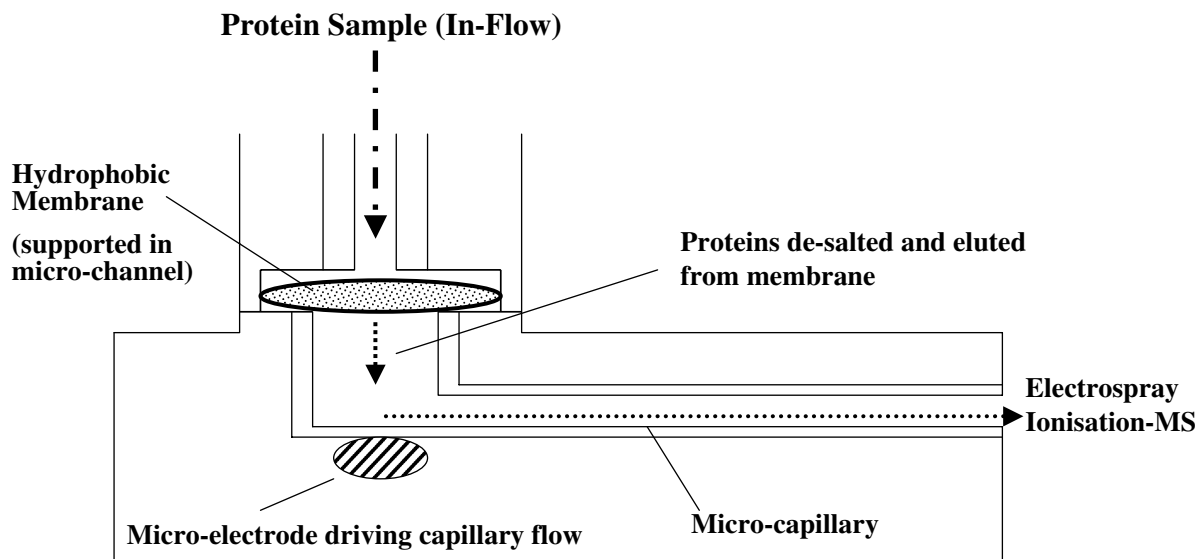 Protein Sample (In-Flow)
Hydrophobic
Membrane
(supported in
micro-channel)
Proteins de-salted and eluted
from membrane
Electrospray
Ionisation-MS
Micro-electrode driving capillary flow
Micro-capillary